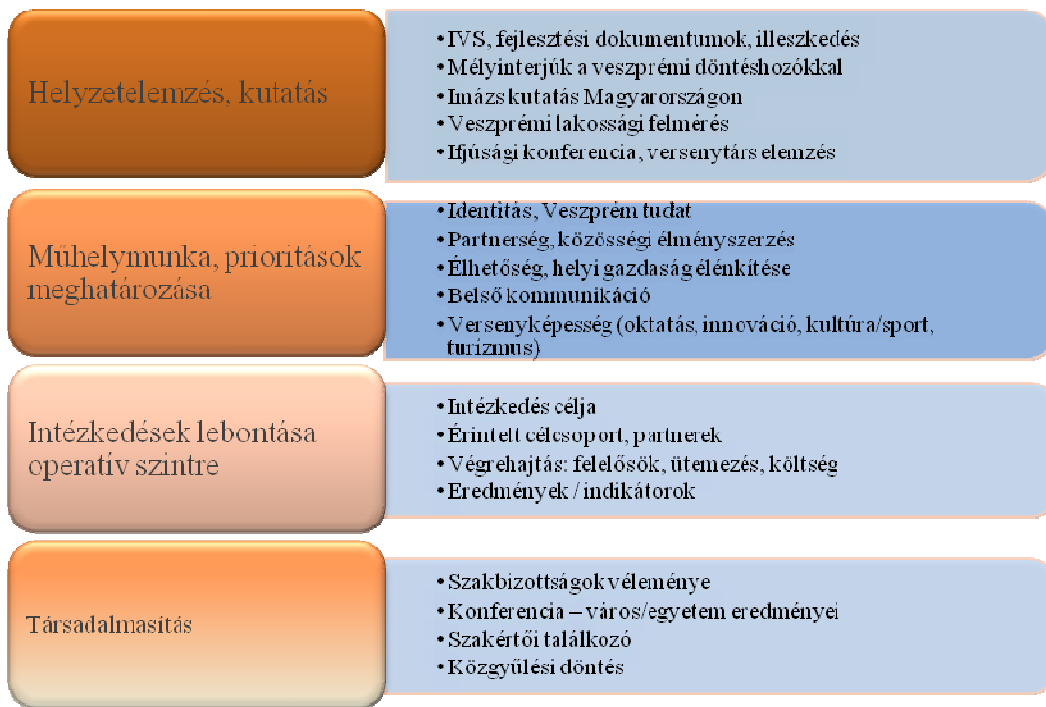 Helyzetelemzés, kutatás
• IVS, fejlesztési dokumentumok, illeszkedés
• Mélyinterjúk a veszprémi döntéshozókkal
• Imázs kutatás Magyarországon
• Veszprémi lakossági felmérés
• Ifjúsági konferencia, versenytárs elemzés
Műhelymunka, prioritások
meghatározása
• Identitás, Veszprém tudat
• Partnerség, közösségi élményszerzés
• Élhetőség, helyi gazdaság élénkítése
• Belső kommunikáció
• Versenyképesség (oktatás, innováció, kultúra/sport,
turizmus)
Intézkedések lebontása
operatív szintre
• Intézkedés célja
• Érintett célcsoport, partnerek
• Végrehajtás: felelősök, ütemezés, költség
• Eredmények / indikátorok
Társadalmasítás
• Szakbizottságok véleménye
• Konferencia – város/egyetem eredményei
• Szakértői találkozó
• Közgyűlési döntés